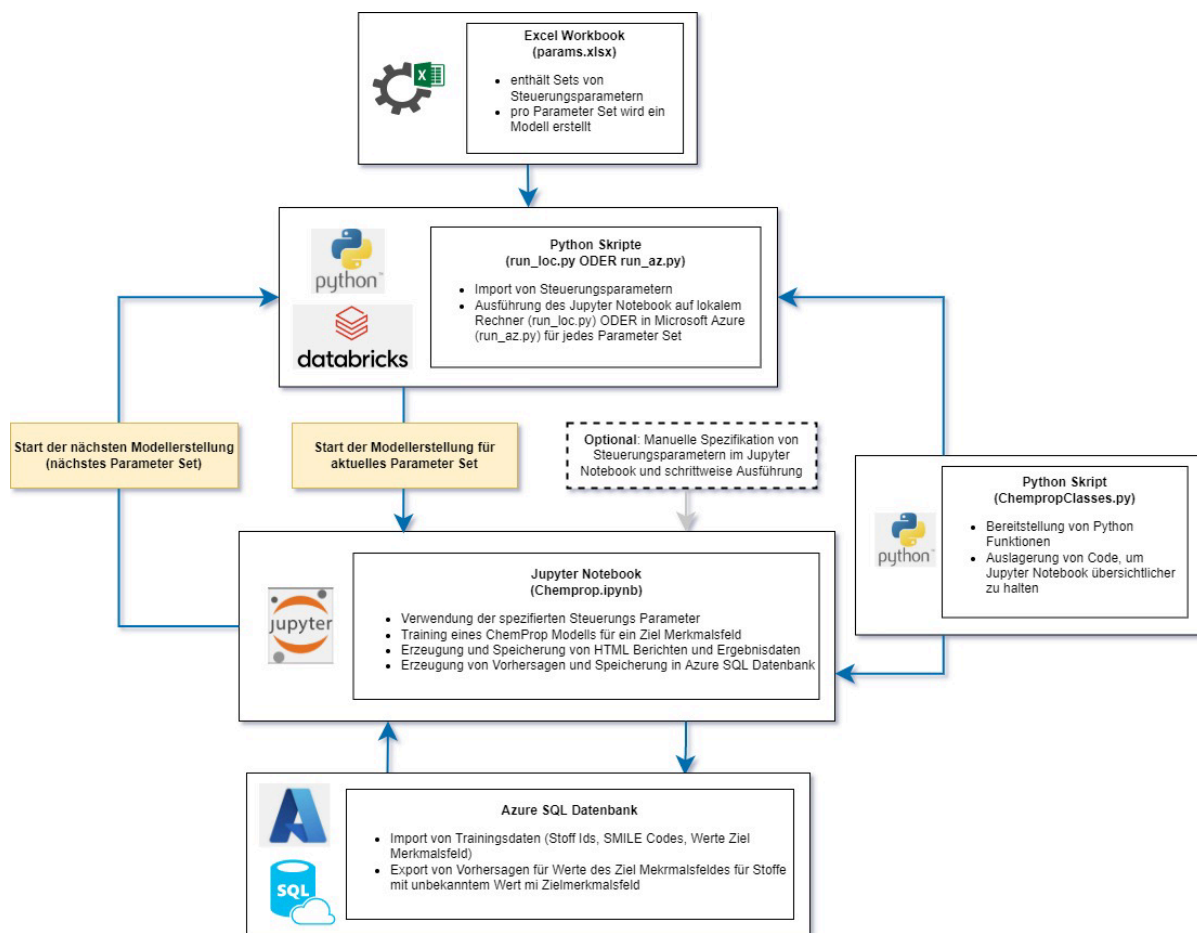 Excel Workbook
(params.xlsx)
• enthält Sets von
Steuerungsparametern
• pro Parameter Set wird ein
Modell erstellt
python™
databricks
Python Skripte
(run_loc.py ODER run_az.py)
• Import von Steuerungsparametern
• Ausführung des Jupyter Notebook auf lokalem
Rechner (run_loc.py) ODER in Microsoft Azure
(run_az.py) für jedes Parameter Set
Start der nächsten Modellerstellung
(nächstes Parameter Set)
Start der Modellerstellung für
aktuelles Parameter Set
Optional: Manuelle Spezifikation von
Steuerungsparametern im Jupyter
Notebook und schrittweise Ausführung
python™
Python Skript
(ChempropClasses.py)
• Bereitstellung von Python
Funktionen
• Auslagerung von Code, um
Jupyter Notebook übersichtlicher
zu halten
jupyter
Jupyter Notebook
(Chemprop.ipynb)
• Verwendung der spezifierten Steuerungs Parameter
• Training eines ChemProp Modells für ein Ziel Merkmalsfeld
• Erzeugung und Speicherung von HTML Berichten und Ergebnisdaten
• Erzeugung von Vorhersagen und Speicherung in Azure SQL Datenbank
SQL
Azure SQL Datenbank
• Import von Trainingsdaten (Stoff Ids, SMILE Codes, Werte Ziel
Merkmalsfeld)
• Export von Vorhersagen für Werte des Ziel Mekrmalsfeldes für Stoffe
mit unbekanntem Wert mi Zielmerkmalsfeld